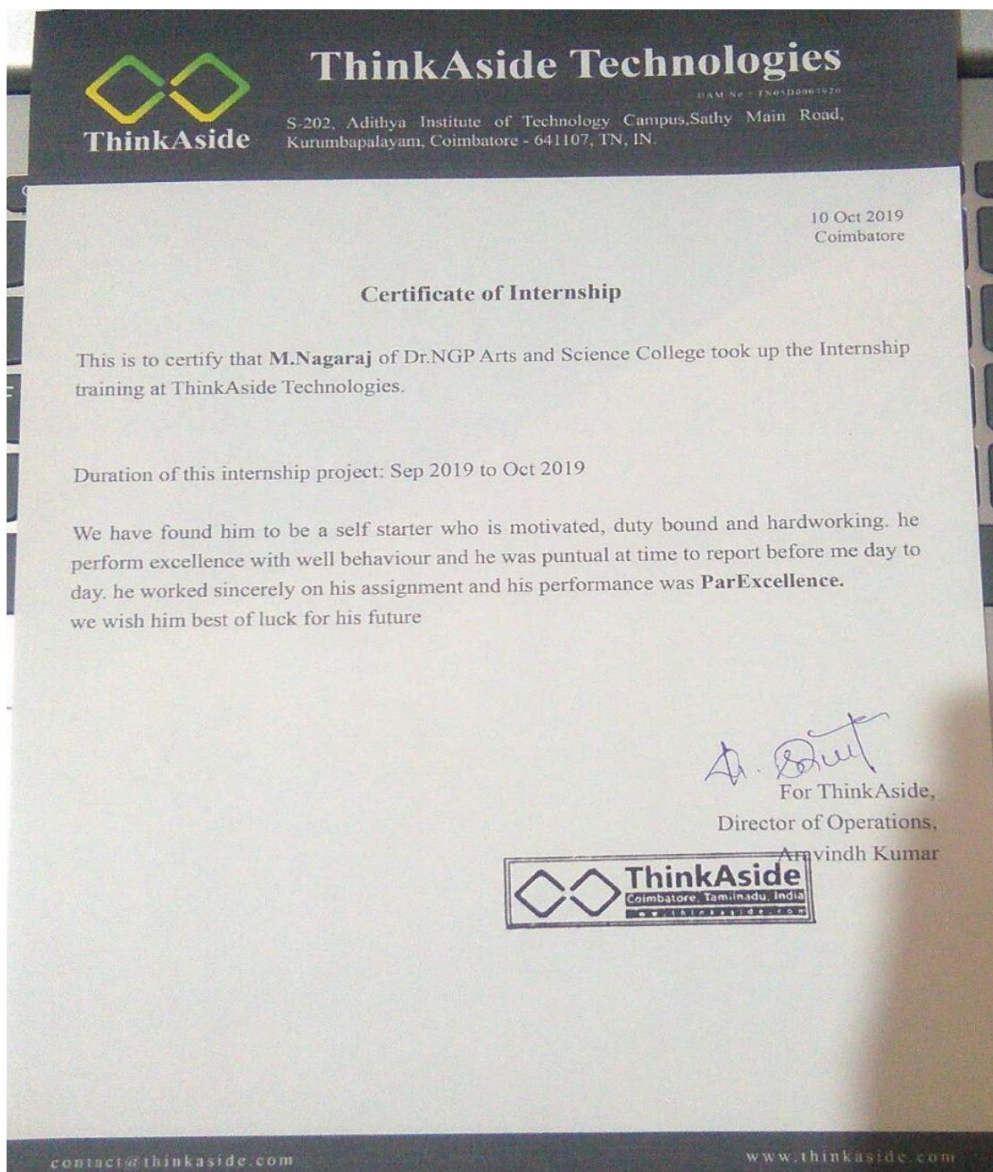 ThinkAside Technologies
ThinkAside
S-202, Adithya Institute of Technology Campus,Sathy Main Road,
Kurumbapalayam, Coimbatore - 641107, TN, IN.
10 Oct 2019
Coimbatore
Certificate of Internship
This is to certify that M.Nagaraj of Dr.NGP Arts and Science College took up the Internship
training at ThinkAside Technologies.
Duration of this internship project: Sep 2019 to Oct 2019
We have found him to be a self starter who is motivated, duty bound and hardworking. he
perform excellence with well behaviour and he was puntual at time to report before me day to
day. he worked sincerely on his assignment and his performance was ParExcellence.
we wish him best of luck for his future
For ThinkAside,
Director of Operations,
Aravindh Kumar
ThinkAside
Coimbatore, Tamilnadu, India
www.thinkaside.com
contact@thinkaside.com
www.thinkaside.com